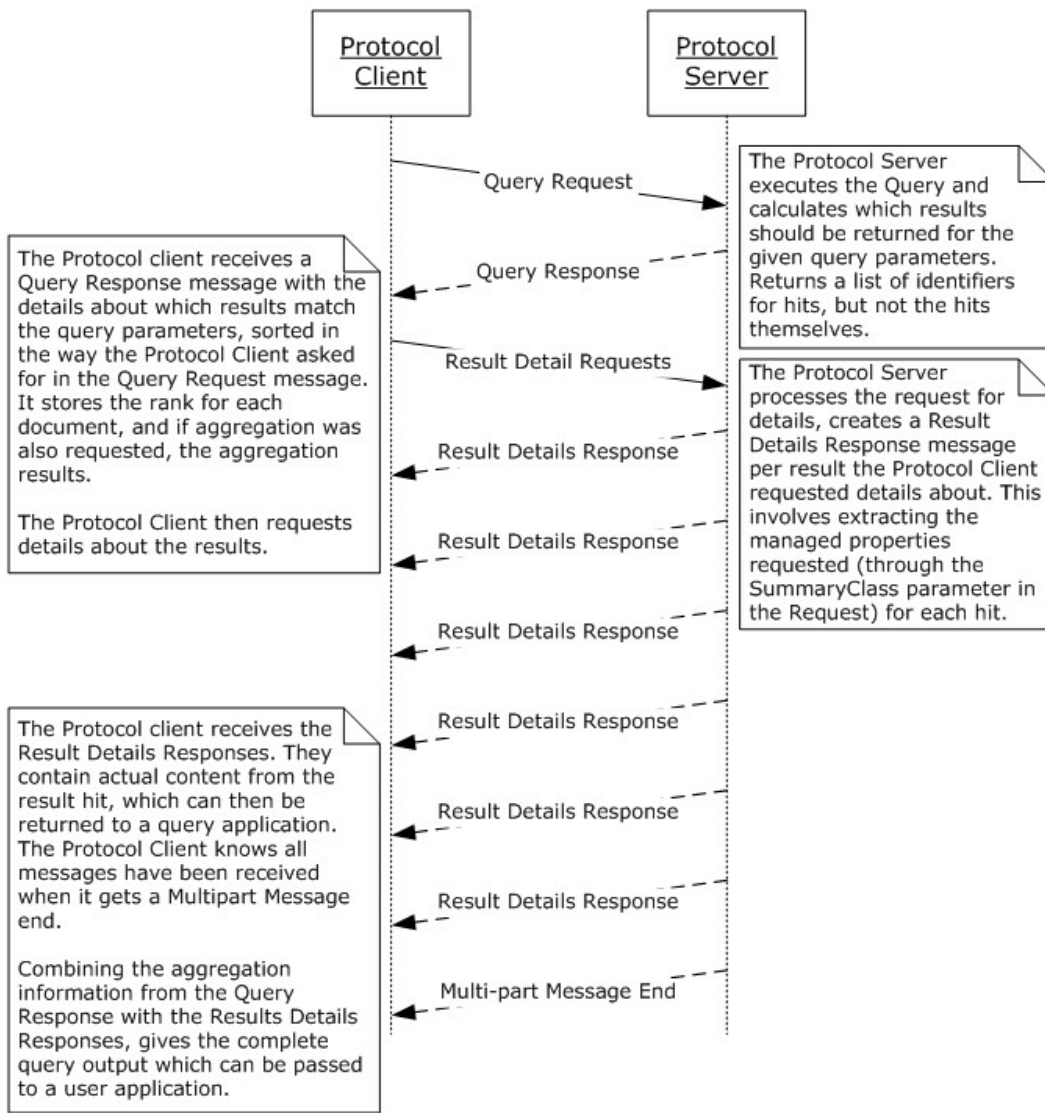 Protocol
Client
Protocol
Server
Query Request
The Protocol Server
executes the Query and
calculates which results
should be returned for the
given query parameters.
Returns a list of identifiers
for hits, but not the hits
themselves.
Query Response
The Protocol client receives a
Query Response message with the
details about which results match
the query parameters, sorted in
the way the Protocol Client asked
for in the Query Request message.
It stores the rank for each
document, and if aggregation was
also requested, the aggregation
results.
The Protocol Client then requests
details about the results.
Result Detail Requests
The Protocol Server
processes the request for
details, creates a Result
Details Response message
per result the Protocol Client
requested details about. This
involves extracting the
managed properties
requested (through the
SummaryClass parameter in
the Request) for each hit.
Result Details Response
Result Details Response
Result Details Response
Result Details Response
Result Details Response
Result Details Response
Multi-part Message End
The Protocol client receives the
Result Details Responses. They
contain actual content from the
result hit, which can then be
returned to a query application.
The Protocol Client knows all
messages have been received
when it gets a Multipart Message
end.
Combining the aggregation
information from the Query
Response with the Results Details
Responses, gives the complete
query output which can be passed
to a user application.